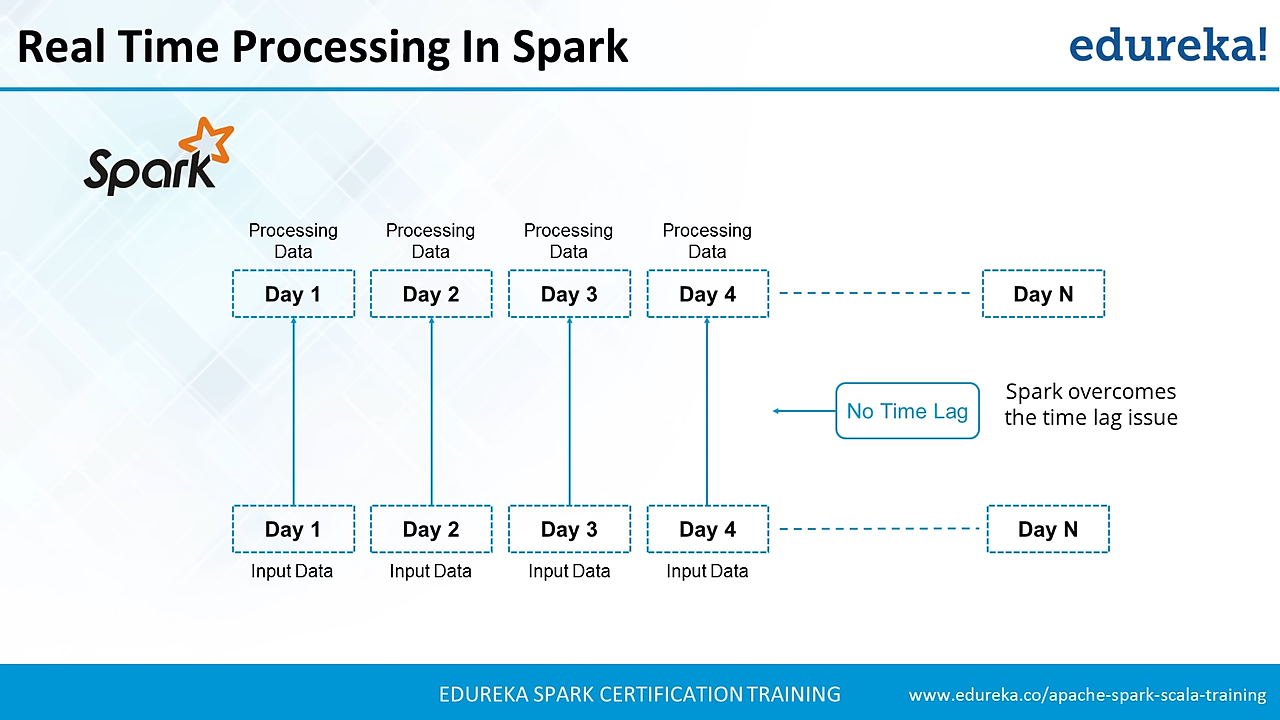 Real Time Processing In Spark
edureka!
Spark
Processing
Data
Processing
Data
Processing
Data
Processing
Data
Day 1
Day 2
Day 3
Day 4
Day N
No Time Lag
Spark overcomes
the time lag issue
Day 1
Day 2
Day 3
Day 4
Day N
Input Data
Input Data
Input Data
Input Data
EDUREKA SPARK CERTIFICATION TRAINING
www.edureka.co/apache-spark-scala-training